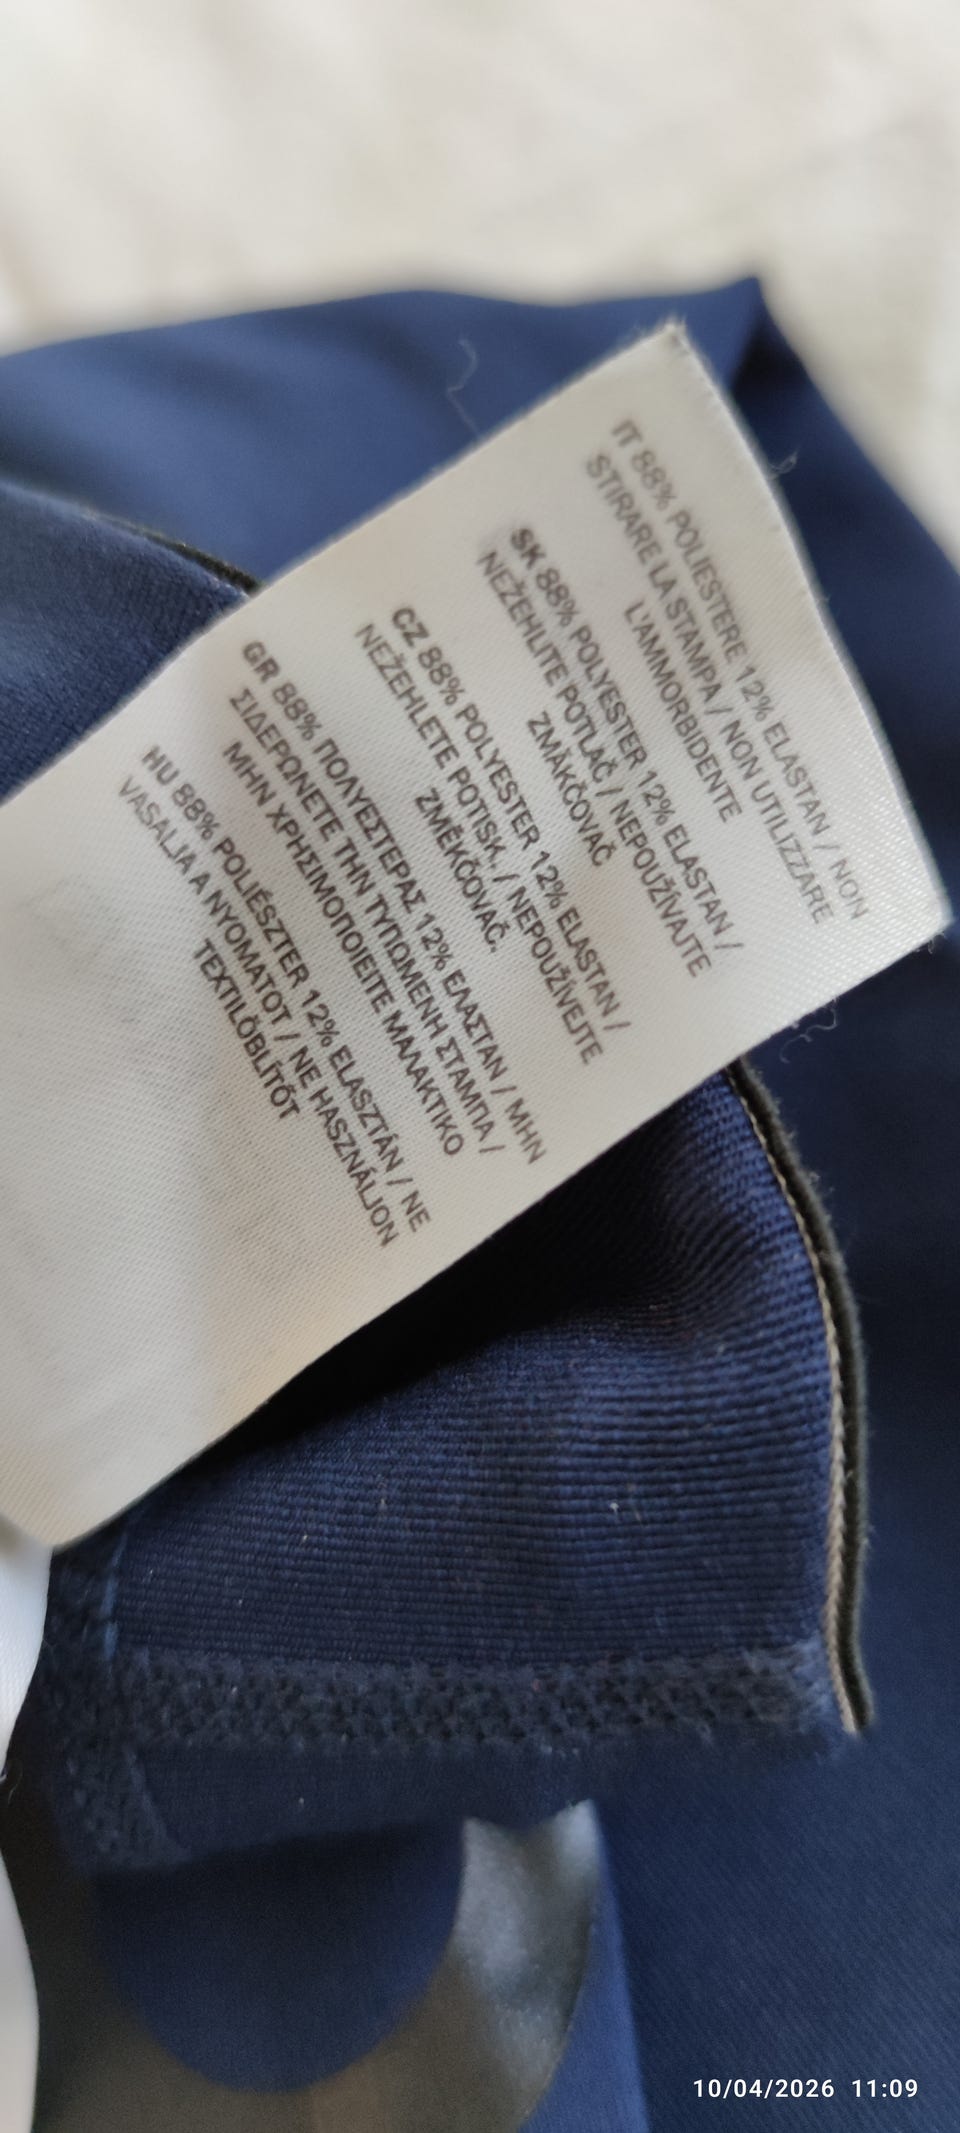 IT 88% POLIESTERE 12% ELASTAN / NON
STIRARE LA STAMPA / NON UTILIZZARE
L'AMMORBIDENTE
SK 88% POLYESTER 12% ELASTAN /
NEŽEHLITE POTLAČ / NEPOUŽÍVAJTE
ZMÄKČOVAČ
CZ 88% POLYESTER 12% ELASTAN /
NEŽEHLETE POTISK. / NEPOUŽÍVEJTE
ZMĚKČOVAČ.
GR 88% ΠΟΛΥΕΣΤΕΡΑΣ 12% ΕΛΑΣΤΑΝ / ΜΗΝ
ΣΙΔΕΡΩΝΕΤΕ ΤΗΝ ΤΥΠΩΜΕΝΗ ΣΤΑΜΠΑ /
ΜΗΝ ΧΡΗΣΙΜΟΠΟΙΕΙΤΕ ΜΑΛΑΚΤΙΚΟ
HU 88% POLIÉSZTER 12% ELASZTÁN / NE
VASALJA A NYOMATOT / NE HASZNÁLJON
TEXTILÖBLÍTŐT
10/04/2026 11:09